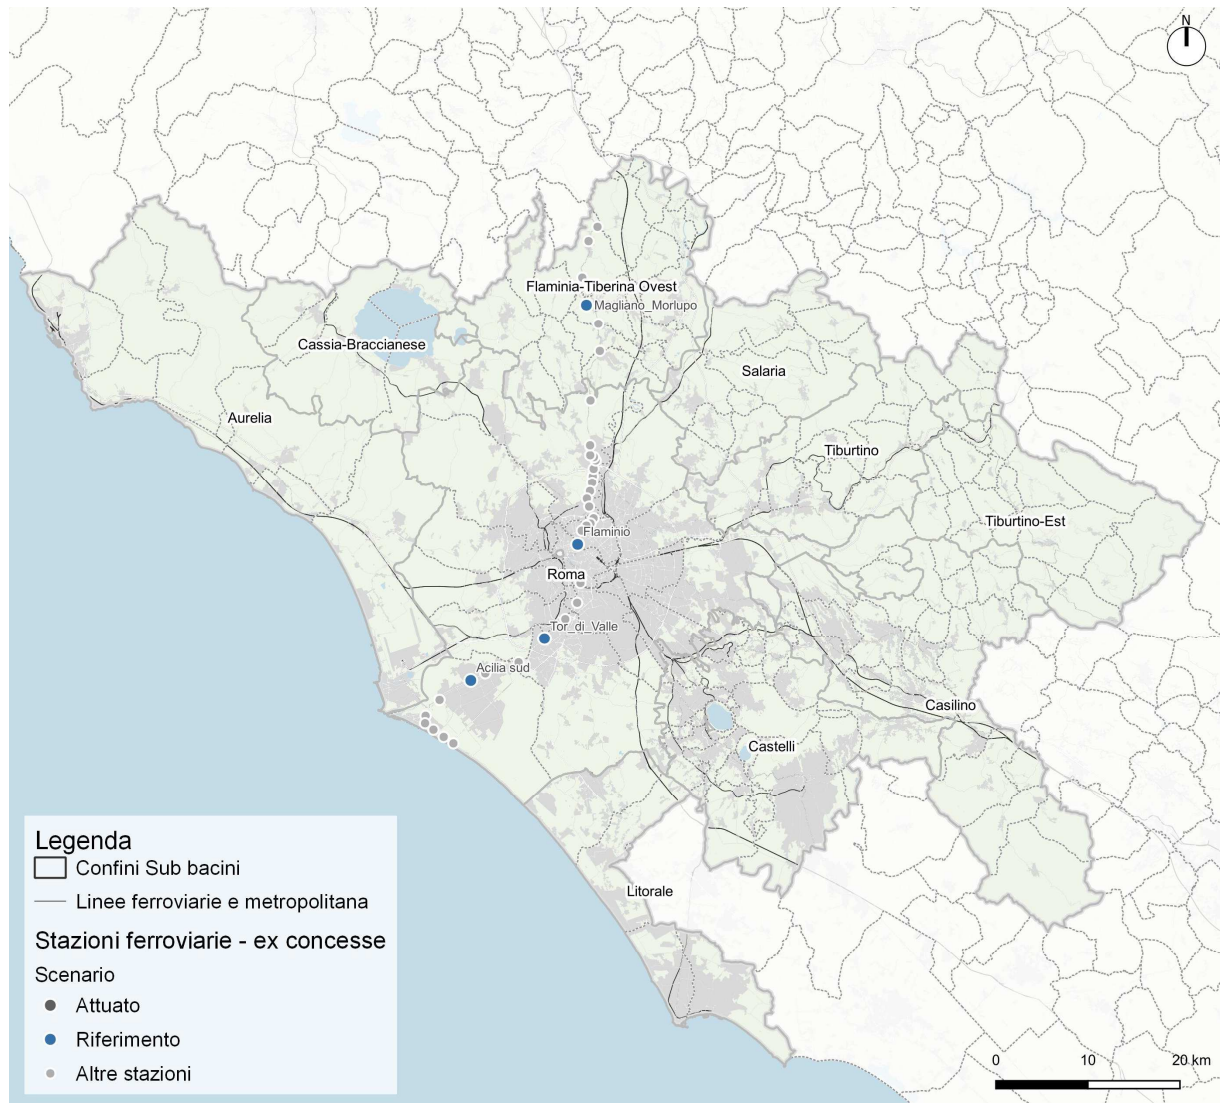 N
Flaminia-Tiberina Ovest
Magliano_Morlupo
Cassia-Braccianese
Salaria
Aurelia
Tiburtino
Tiburtino-Est
Flaminio
Roma
Tor_di_Valle
Acilia sud
Casilino
Castelli
Litorale
Legenda
Confini Sub bacini
Linee ferroviarie e metropolitana
Stazioni ferroviarie - ex concesse
Scenario
Attuato
Riferimento
Altre stazioni
0 10 20 km